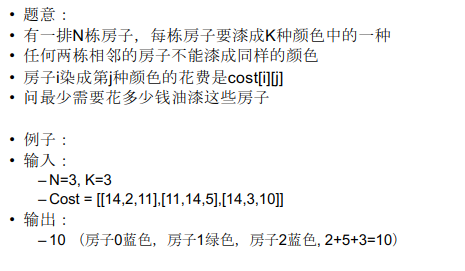 • 题意：
• 有一排N栋房子，每栋房子要漆成K种颜色中的一种
• 任何两栋相邻的房子不能漆成同样的颜色
• 房子i染成第j种颜色的花费是cost[i][j]
• 问最少需要花多少钱油漆这些房子
• 例子：
• 输入：
– N=3, K=3
– Cost = [[14,2,11],[11,14,5],[14,3,10]]
• 输出：
– 10 （房子0蓝色，房子1绿色，房子2蓝色, 2+5+3=10）